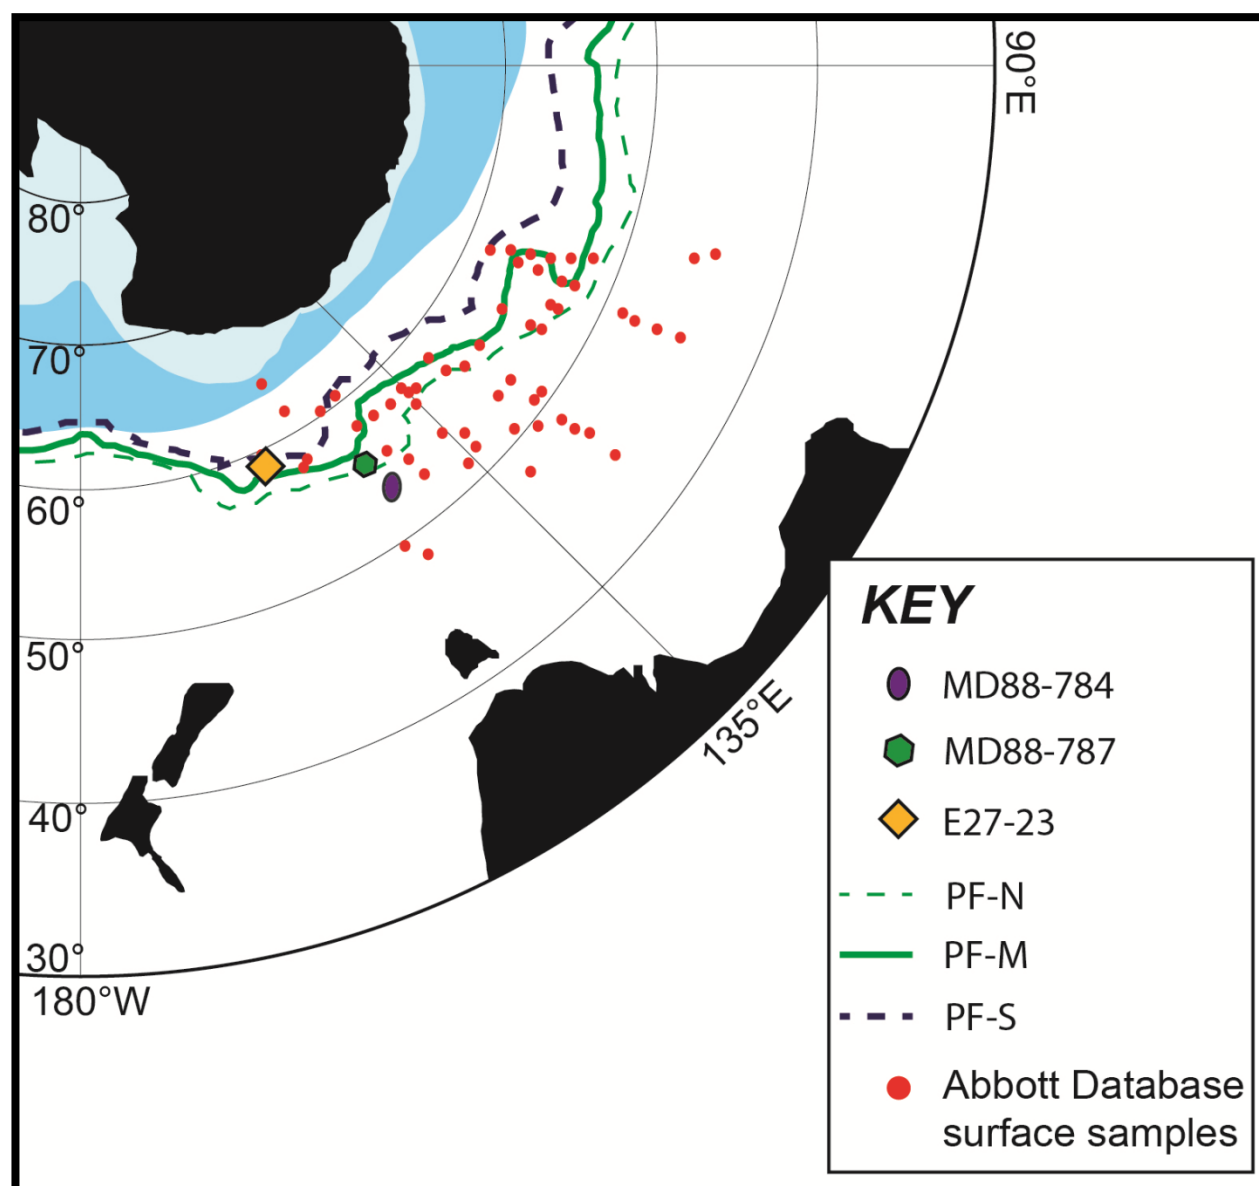 90°E
80°
70°
60°
50°
40°
30°
180°W
135°E
KEY
MD88-784
MD88-787
E27-23
PF-N
PF-M
PF-S
Abbott Database
surface samples